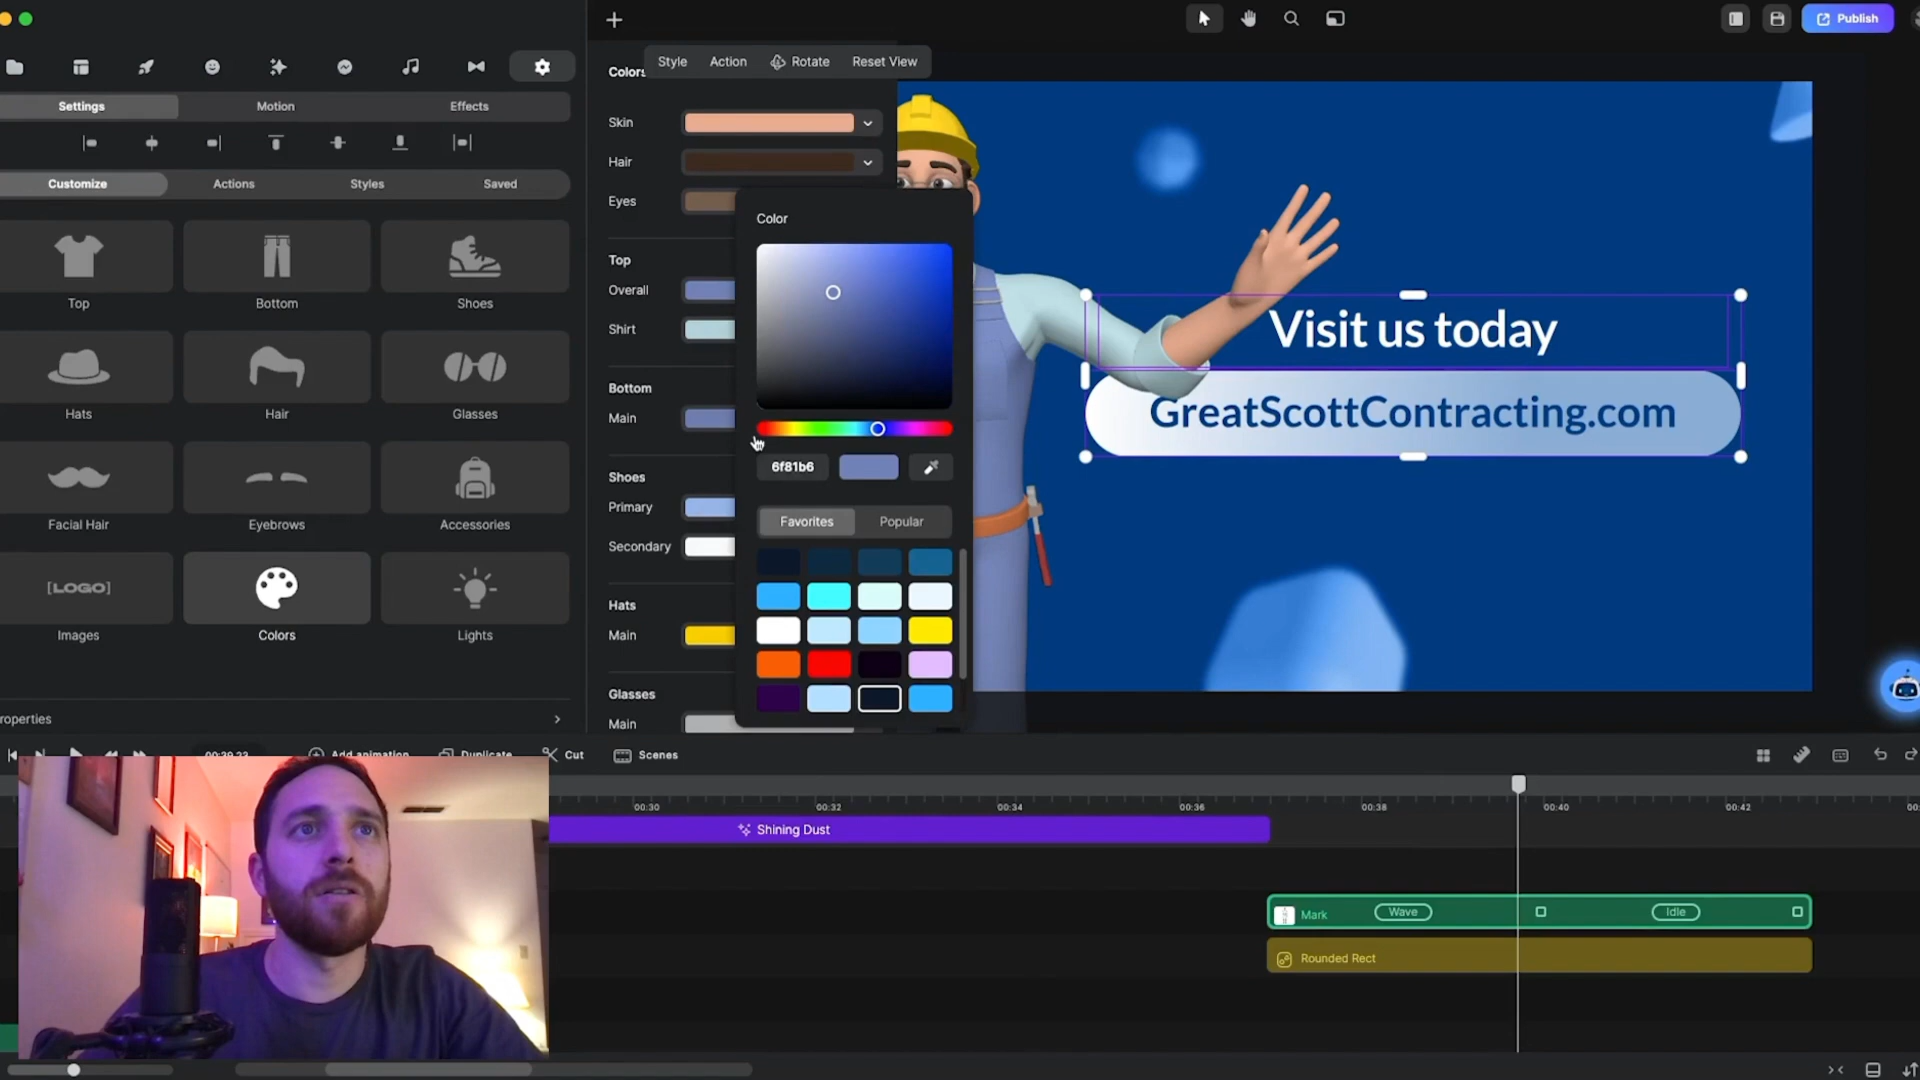 Publish
Style Action Rotate Reset View
Colors
Settings Motion Effects
Skin
Hair
Customize Actions Styles Saved
Eyes
Color
Top
Overall
Shirt
Top Bottom Shoes
Visit us today
GreatScottContracting.com
Bottom
Main
Hats Hair Glasses
6f81b6
Shoes
Primary
Secondary
Favorites Popular
Facial Hair Eyebrows Accessories
[LOGO]
Hats
Main
Images Colors Lights
Glasses
Main
roperties
00:39.23 Add animation Duplicate Cut Scenes
00:30 00:32 00:34 00:36 00:38 00:40 00:42 00:
Shining Dust
Mark Wave Idle
Rounded Rect